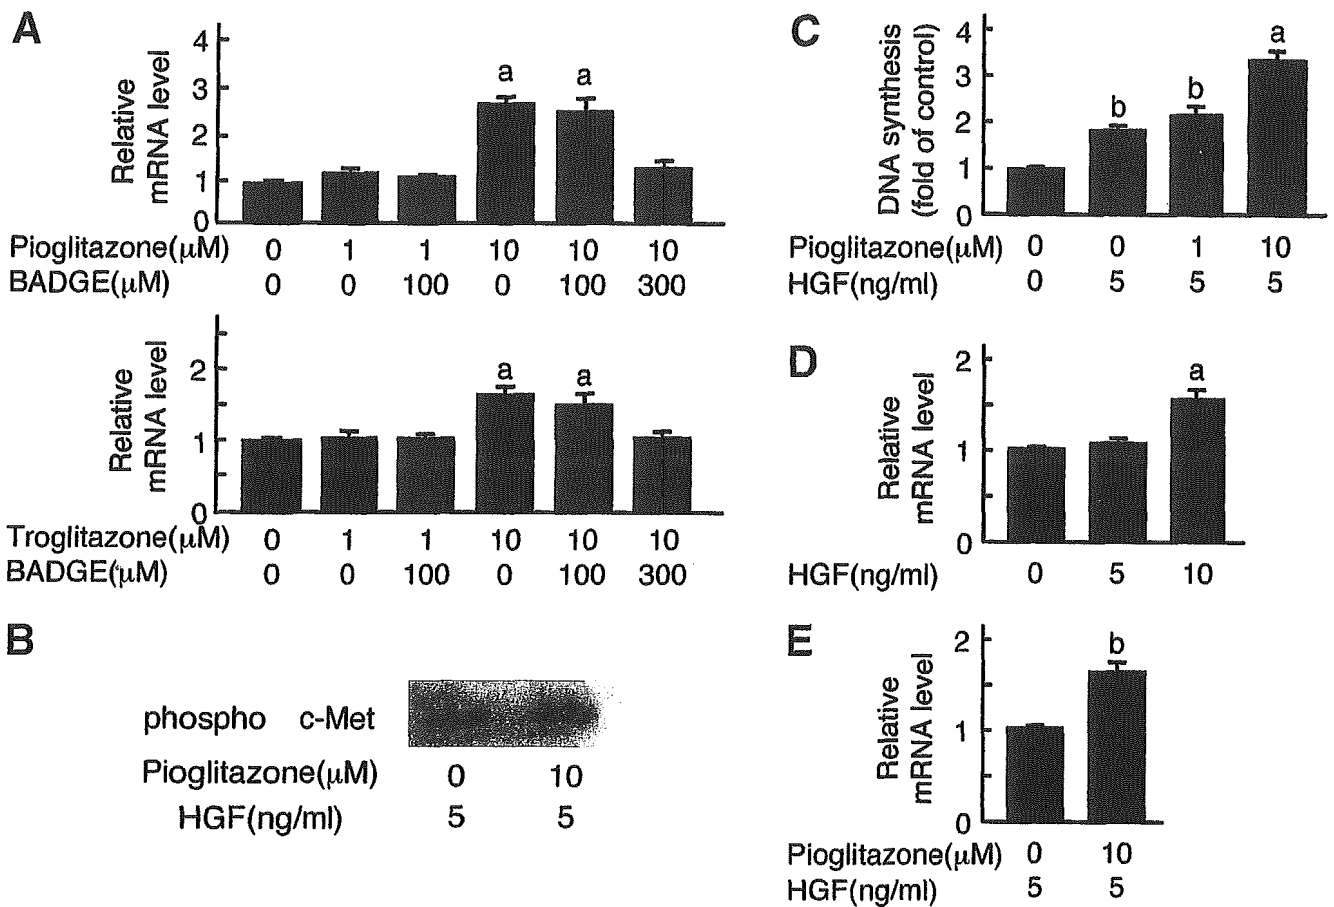 A
Relative
mRNA level
4
3
2
1
0
a
a
Pioglitazone(μM) 0 1 1 10 10 10
BADGE(μM) 0 0 100 0 100 300
Relative
mRNA level
2
1
0
a
a
Troglitazone(μM) 0 1 1 10 10 10
BADGE(μM) 0 0 100 0 100 300
B
phospho c-Met
Pioglitazone(μM) 0 10
HGF(ng/ml) 5 5
C
DNA synthesis
(fold of control)
4
3
2
1
0
b
b
a
Pioglitazone(μM) 0 0 1 10
HGF(ng/ml) 0 5 5 5
D
Relative
mRNA level
2
1
0
a
HGF(ng/ml) 0 5 10
E
Relative
mRNA level
2
1
0
b
Pioglitazone(μM) 0 10
HGF(ng/ml) 5 5